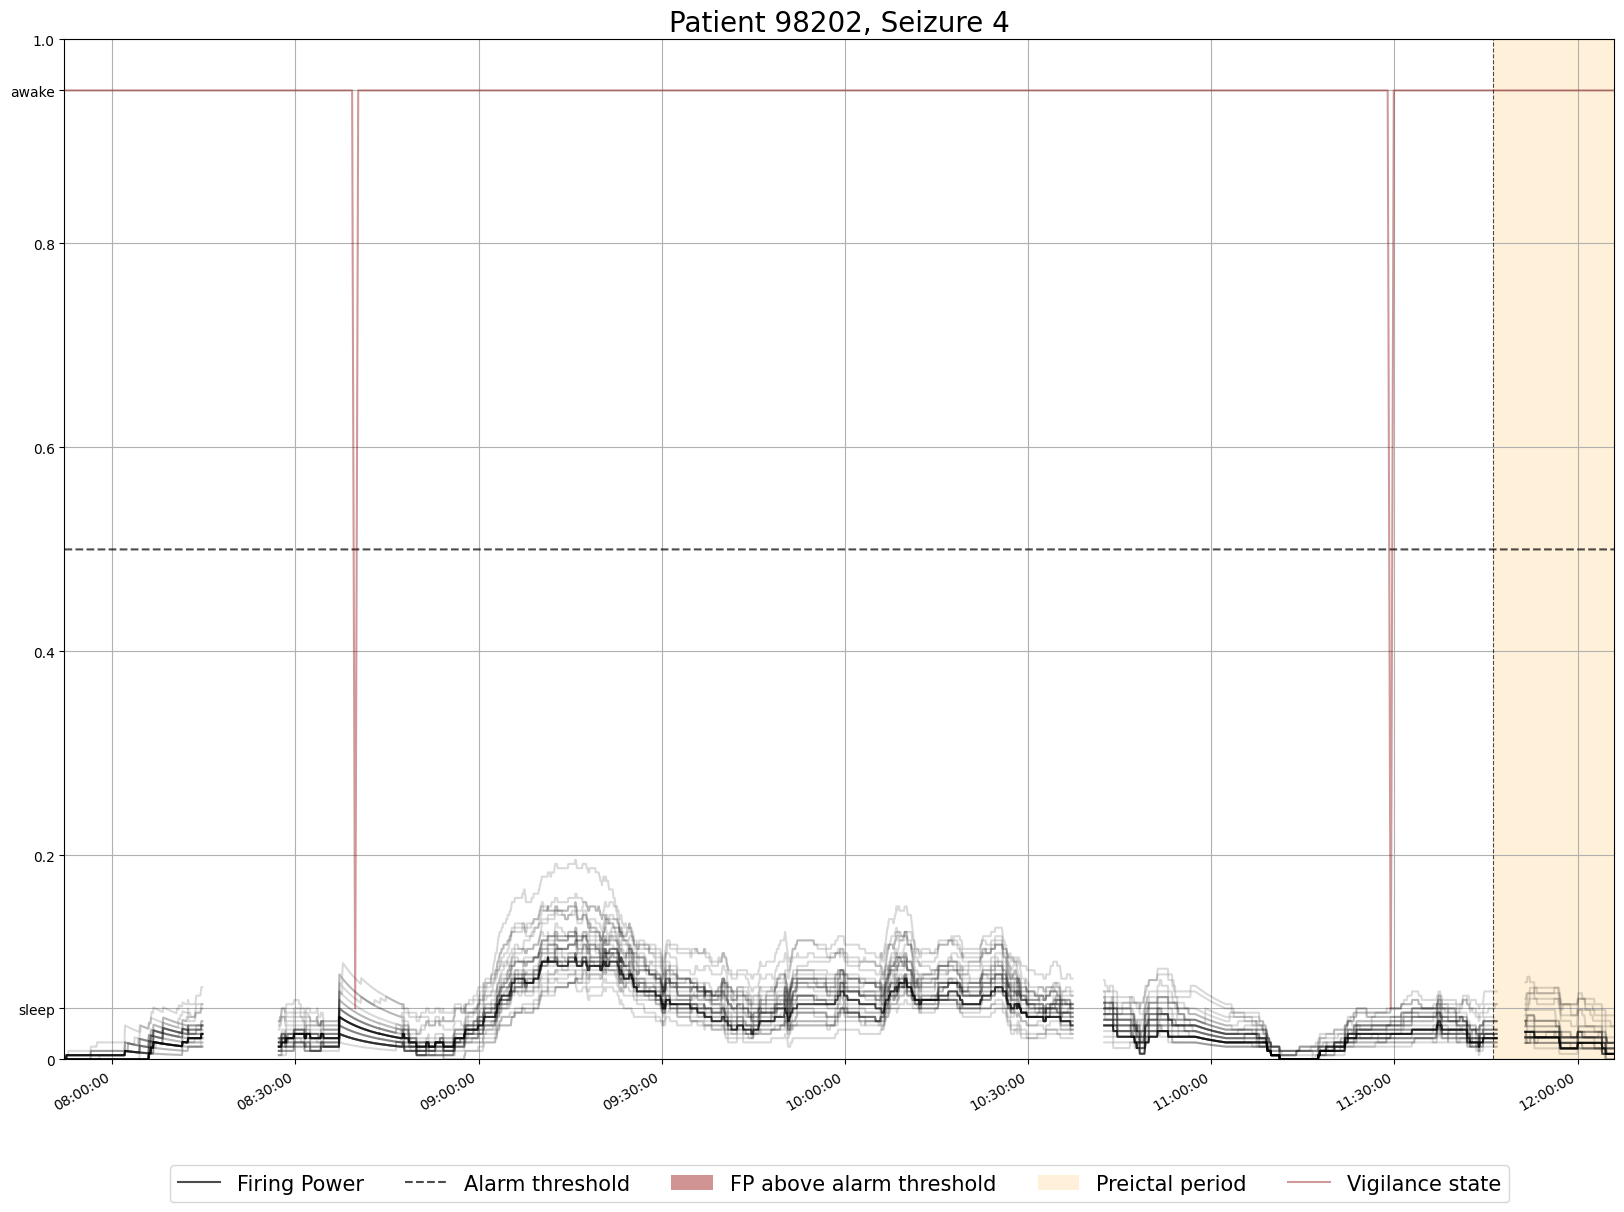 Patient 98202, Seizure 4
1.0
awake
0.8
0.6
0.4
0.2
sleep
0
08:00:00 08:30:00 09:00:00 09:30:00 10:00:00 10:30:00 11:00:00 11:30:00 12:00:00
Firing Power Alarm threshold FP above alarm threshold Preictal period Vigilance state